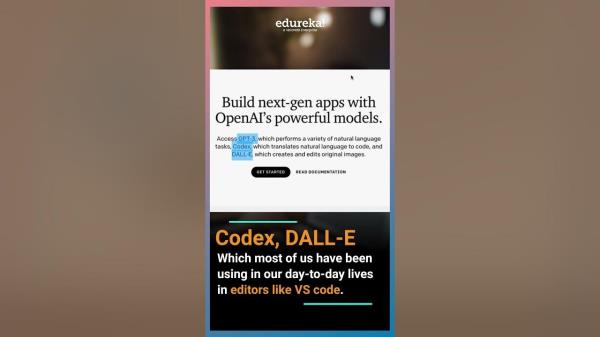 edureka!
Build next-gen apps with
OpenAI's powerful models.
Access GPT-3, which performs a variety of natural language
tasks, Codex, which translates natural language to code, and
DALL·E, which creates and edits original images.
GET STARTED READ DOCUMENTATION
Codex, DALL-E
Which most of us have been
using in our day-to-day lives
in editors like VS code.